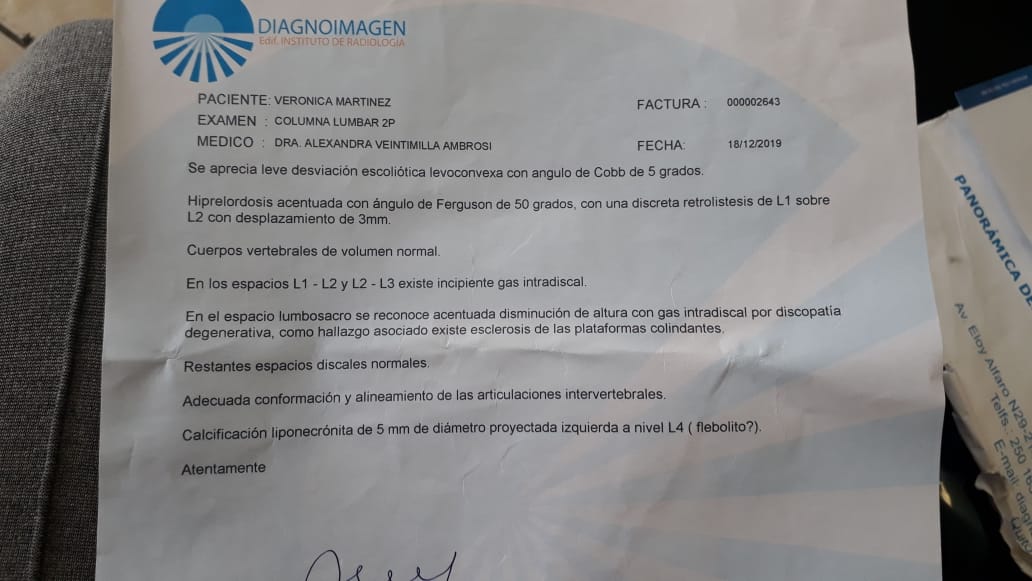 DIAGNOIMAGEN
Edif. INSTITUTO DE RADIOLOGÍA
PACIENTE: VERONICA MARTINEZ
FACTURA : 000002643
EXAMEN : COLUMNA LUMBAR 2P
MEDICO : DRA. ALEXANDRA VEINTIMILLA AMBROSI
FECHA: 18/12/2019
Se aprecia leve desviación escoliótica levoconvexa con angulo de Cobb de 5 grados.
Hiprelordosis acentuada con ángulo de Ferguson de 50 grados, con una discreta retrolistesis de L1 sobre
L2 con desplazamiento de 3mm.
Cuerpos vertebrales de volumen normal.
En los espacios L1 - L2 y L2 - L3 existe incipiente gas intradiscal.
En el espacio lumbosacro se reconoce acentuada disminución de altura con gas intradiscal por discopatía
degenerativa, como hallazgo asociado existe esclerosis de las plataformas colindantes.
Restantes espacios discales normales.
Adecuada conformación y alineamiento de las articulaciones intervertebrales.
Calcificación liponecrónita de 5 mm de diámetro proyectada izquierda a nivel L4 ( flebolito?).
Atentamente
PANORÁMICA D
Av. Eloy Alfaro N29-2
Telfs.: 250 16
E-mail: diag
Quit